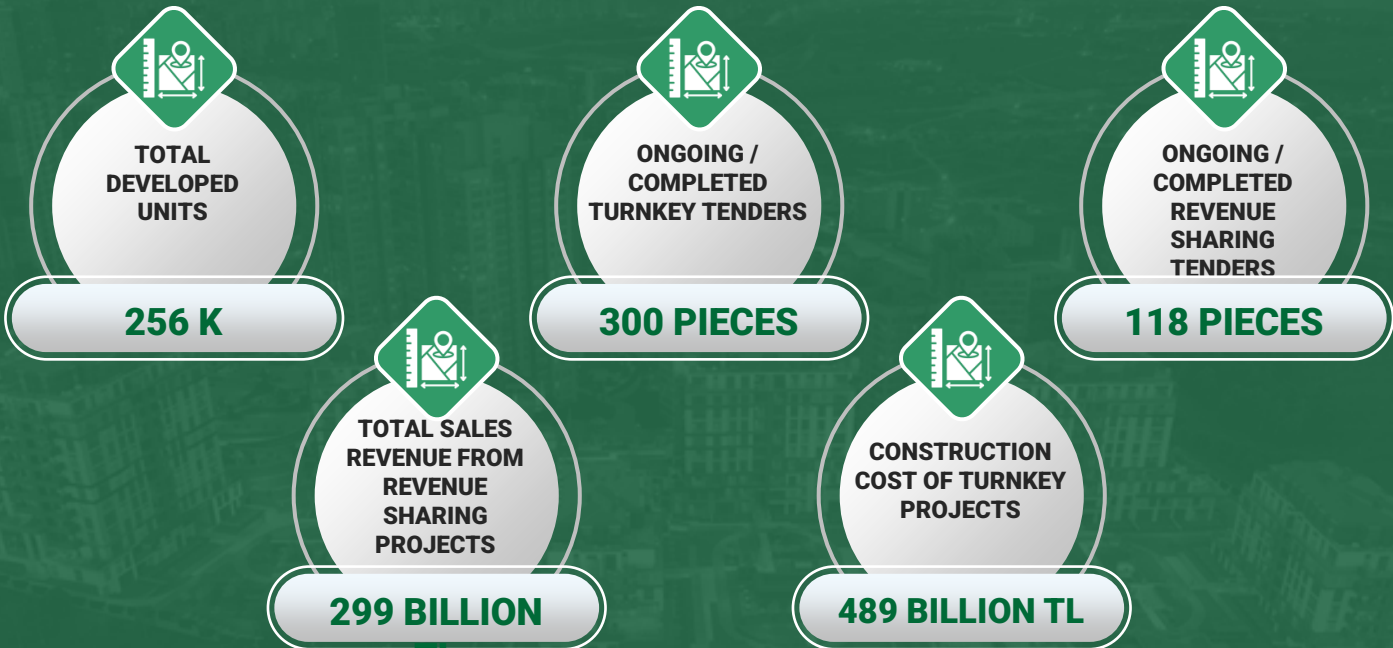 TOTAL
DEVELOPED
UNITS
256 K
ONGOING /
COMPLETED
TURNKEY TENDERS
300 PIECES
ONGOING /
COMPLETED
REVENUE
SHARING
TENDERS
118 PIECES
TOTAL SALES
REVENUE FROM
REVENUE
SHARING
PROJECTS
299 BILLION
CONSTRUCTION
COST OF TURNKEY
PROJECTS
489 BILLION TL